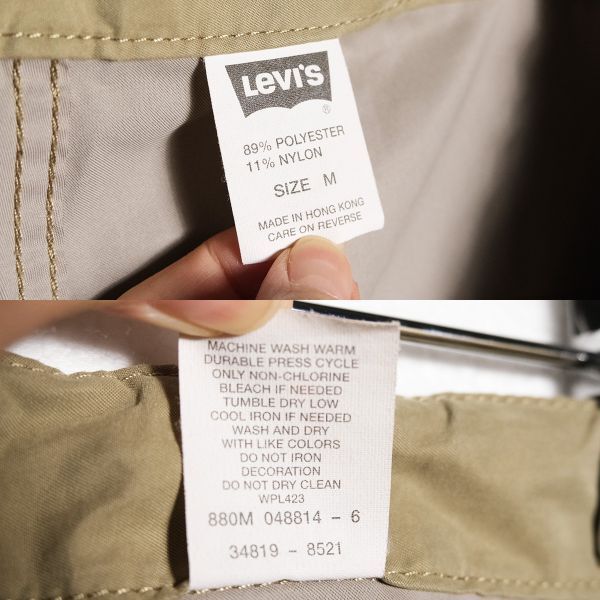 LEVI'S
®
89% POLYESTER
11% NYLON
SIZE M
MADE IN HONG KONG
CARE ON REVERSE
MACHINE WASH WARM
DURABLE PRESS CYCLE
ONLY NON-CHLORINE
BLEACH IF NEEDED
TUMBLE DRY LOW
COOL IRON IF NEEDED
WASH AND DRY
WITH LIKE COLORS
DO NOT IRON
DECORATION
DO NOT DRY CLEAN
WPL423
880M 048814 - 6
34819 - 8521